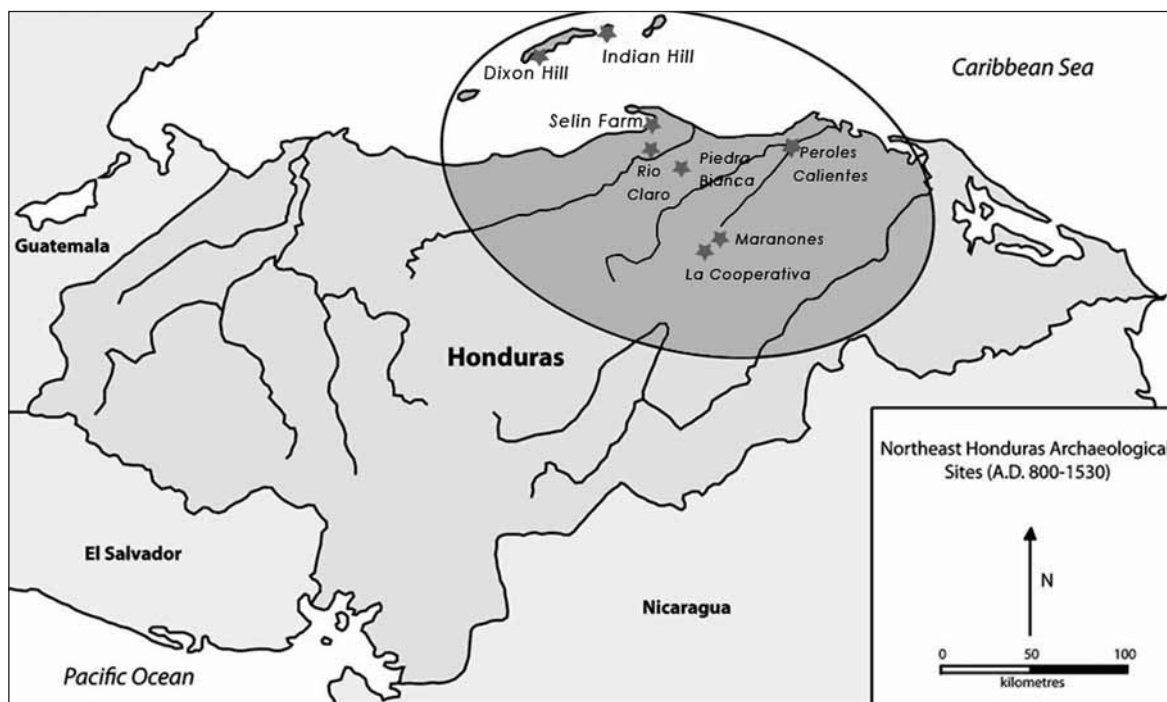 Indian Hill
Dixon Hill
Caribbean Sea
Selin Farm
Rio
Claro
Piedra
Blanca
Peroles
Calientes
Maranones
La Cooperativa
Guatemala
Honduras
El Salvador
Nicaragua
Pacific Ocean
Northeast Honduras Archaeological
Sites (A.D. 800-1530)
N
0 50 100
kilometres